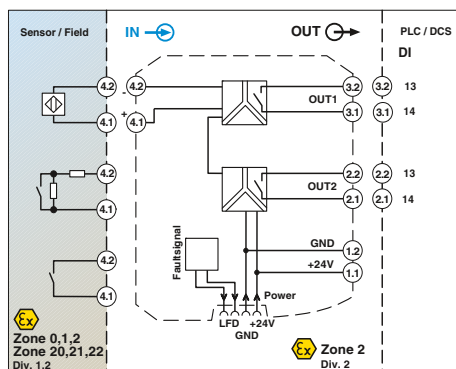 Sensor / Field
IN
OUT
PLC / DCS
DI
4.2
4.2
-
3.2
3.2
13
OUT1
4.1
+
4.1
3.1
3.1
14
4.2
2.2
2.2
13
OUT2
4.1
2.1
2.1
14
Faultsignal
GND
1.2
4.2
+24V
1.1
4.1
Power
LFD
+24V
GND
Ex
Zone 0,1,2
Zone 20,21,22
Div. 1,2
Ex
Zone 2
Div. 2